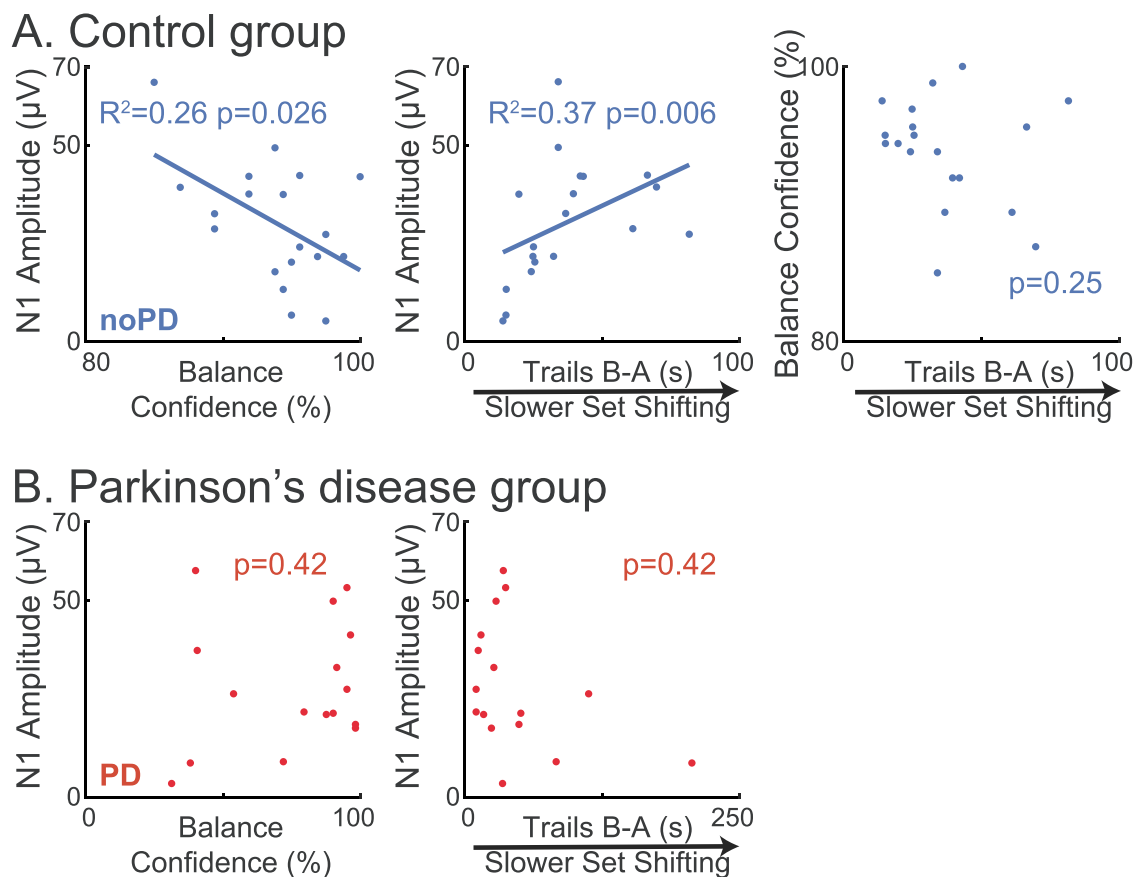 A. Control group
N1 Amplitude (µV)
70
50
0
R²=0.26 p=0.026
noPD
80
100
Balance
Confidence (%)
N1 Amplitude (µV)
70
50
0
R²=0.37 p=0.006
0
100
Trails B-A (s)
Slower Set Shifting
Balance Confidence (%)
100
80
p=0.25
0
100
Trails B-A (s)
Slower Set Shifting
B. Parkinson’s disease group
N1 Amplitude (µV)
70
50
0
p=0.42
PD
0
100
Balance
Confidence (%)
N1 Amplitude (µV)
70
50
0
p=0.42
0
250
Trails B-A (s)
Slower Set Shifting